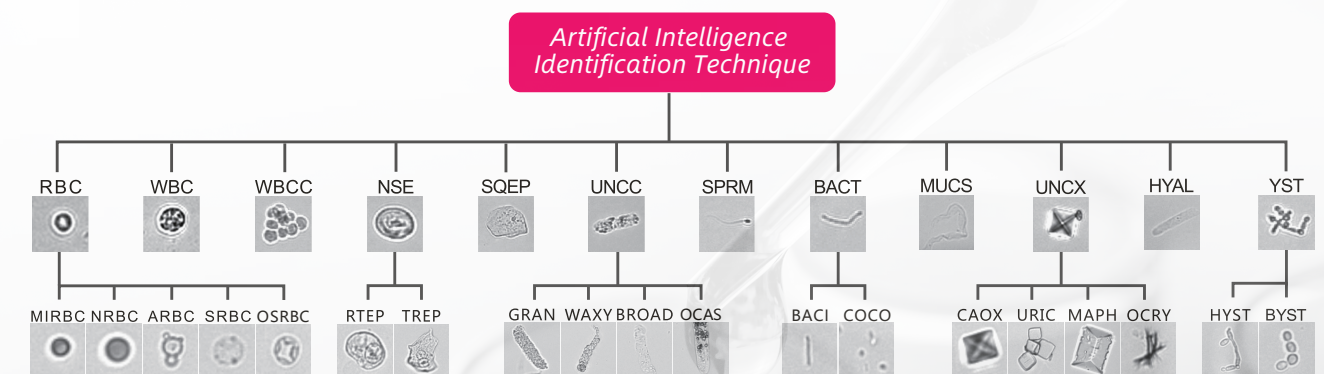 Artificial Intelligence
Identification Technique
RBC WBC WBCC NSE SQEP UNCC SPRM BACT MUCS UNCX HYAL YST
MIRBC NRBC ARBC SRBC OSRBC RTEP TREP GRAN WAXY BROAD OCAS BACI COCO CAOX URIC MAPH OCRY HYST BYST